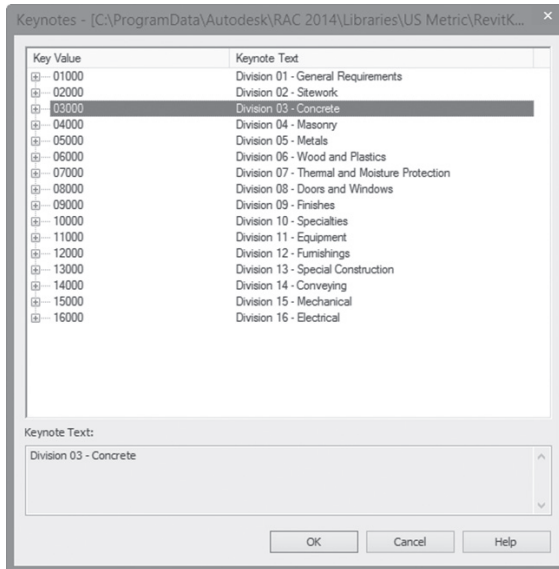 Keynotes - [C:\ProgramData\Autodesk\RAC 2014\Libraries\US Metric\RevitK...
Key Value Keynote Text
01000 Division 01 - General Requirements
02000 Division 02 - Sitework
03000 Division 03 - Concrete
04000 Division 04 - Masonry
05000 Division 05 - Metals
06000 Division 06 - Wood and Plastics
07000 Division 07 - Thermal and Moisture Protection
08000 Division 08 - Doors and Windows
09000 Division 09 - Finishes
10000 Division 10 - Specialties
11000 Division 11 - Equipment
12000 Division 12 - Furnishings
13000 Division 13 - Special Construction
14000 Division 14 - Conveying
15000 Division 15 - Mechanical
16000 Division 16 - Electrical
Keynote Text:
Division 03 - Concrete
OK Cancel Help